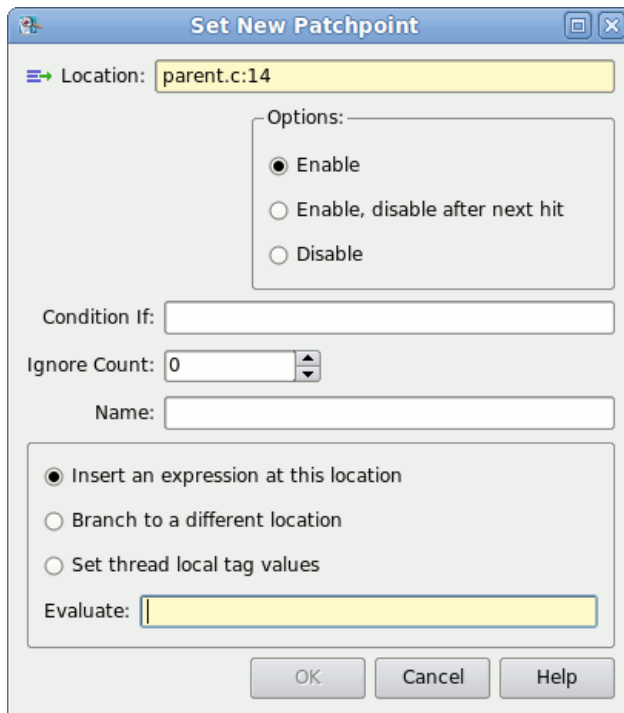 Set New Patchpoint
Location: parent.c:14
Options:
Enable
Enable, disable after next hit
Disable
Condition If:
Ignore Count: 0
Name:
Insert an expression at this location
Branch to a different location
Set thread local tag values
Evaluate:
OK Cancel Help